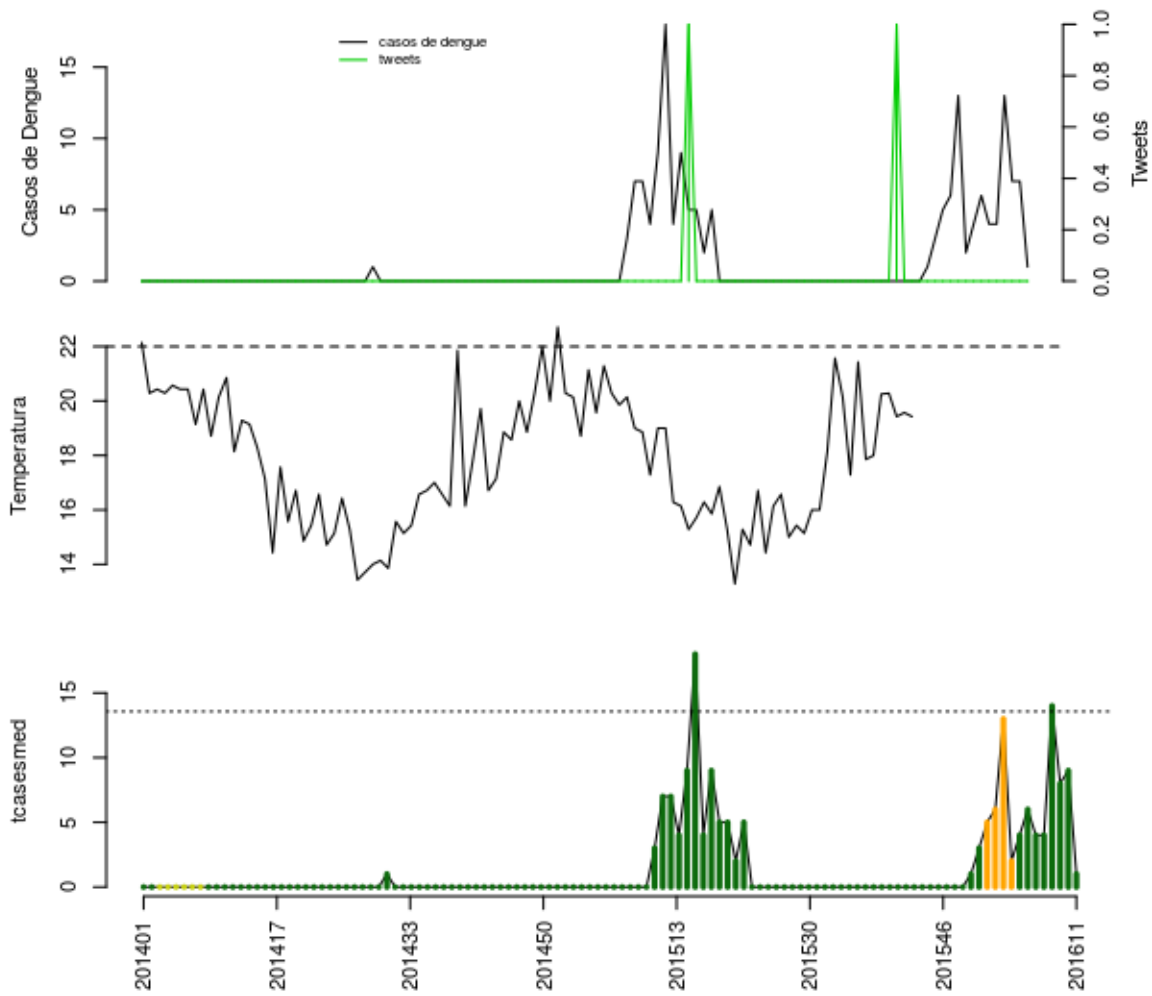 casos de dengue
tweets
Casos de Dengue
0 5 10 15
Tweets
0.0 0.2 0.4 0.6 0.8 1.0
Temperatura
14 16 18 20 22
tcasesmed
0 5 10 15
201401 201417 201433 201450 201513 201530 201546 201611